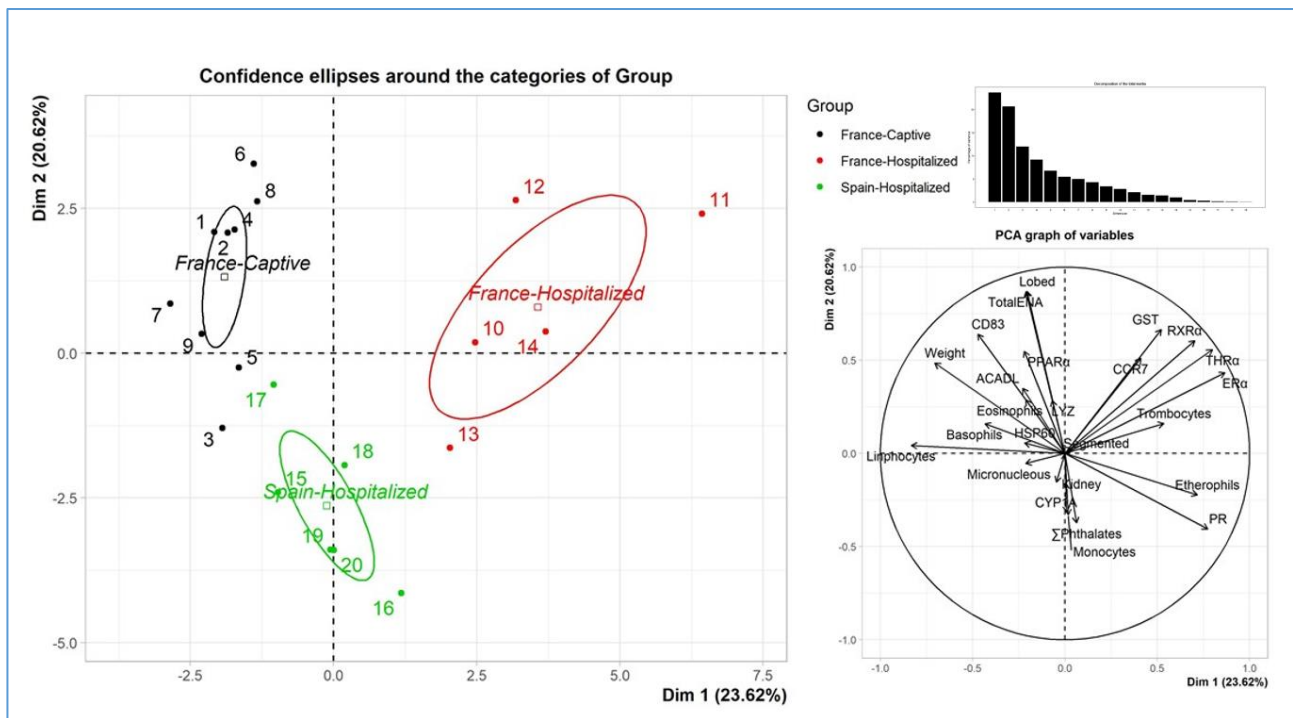 Confidence ellipses around the categories of Group
Dim 2 (20.62%)
2.5
0.0
-2.5
-5.0
6
8
1
4
2
France-Captive
7
9
5
3
17
12
11
France-Hospitalized
10
14
13
18
15
Spain-Hospitalized
19
20
16
-2.5
0.0
2.5
5.0
7.5
Dim 1 (23.62%)
Group
France-Captive
France-Hospitalized
Spain-Hospitalized
PCA graph of variables
Dim 2 (20.62%)
1.0
0.5
0.0
-0.5
-1.0
Lobed
TotalENA
CD83
GST
RXRα
Weight
PPARα
CCR7
THRα
ACADL
ERα
Eosinophils
LYZ
Trombocytes
Basophils
HSP60
Segmented
Linphocytes
Micronucleous
Kidney
Etherophils
CYP1A
PR
∑Phthalates
Monocytes
-1.0
-0.5
0.0
0.5
1.0
Dim 1 (23.62%)